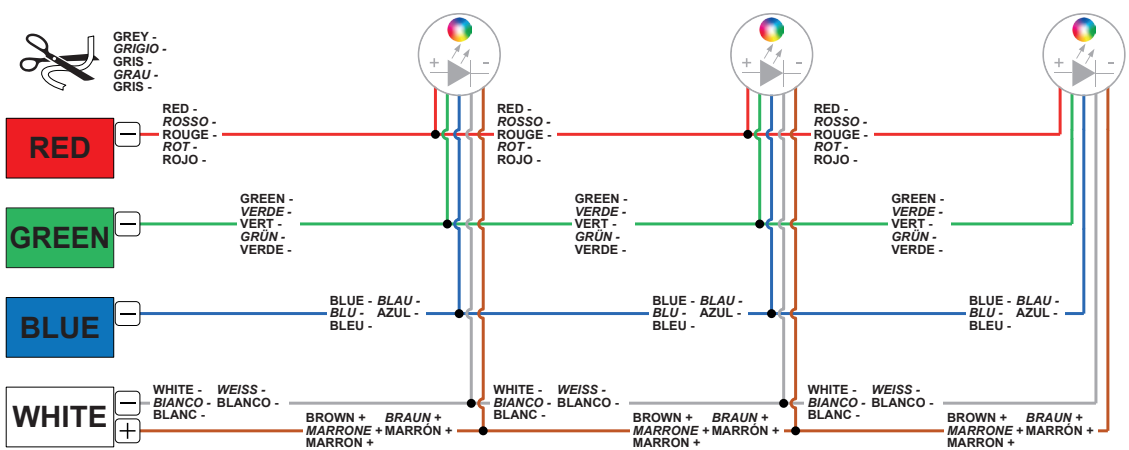 GREY -
GRIGIO -
GRIS -
GRAU -
GRIS -
+ -
+ -
+ -
RED
−
RED -
ROSSO -
ROUGE -
ROT -
ROJO -
RED -
ROSSO -
ROUGE -
ROT -
ROJO -
RED -
ROSSO -
ROUGE -
ROT -
ROJO -
GREEN
−
GREEN -
VERDE -
VERT -
GRÜN -
VERDE -
GREEN -
VERDE -
VERT -
GRÜN -
VERDE -
GREEN -
VERDE -
VERT -
GRÜN -
VERDE -
BLUE
−
BLUE - BLAU -
BLU - AZUL -
BLEU -
BLUE - BLAU -
BLU - AZUL -
BLEU -
BLUE - BLAU -
BLU - AZUL -
BLEU -
WHITE
−
+
WHITE - WEISS -
BIANCO - BLANCO -
BLANC -
BROWN + BRAUN +
MARRONE + MARRÓN +
MARRON +
WHITE - WEISS -
BIANCO - BLANCO -
BLANC -
BROWN + BRAUN +
MARRONE + MARRÓN +
MARRON +
WHITE - WEISS -
BIANCO - BLANCO -
BLANC -
BROWN + BRAUN +
MARRONE + MARRÓN +
MARRON +